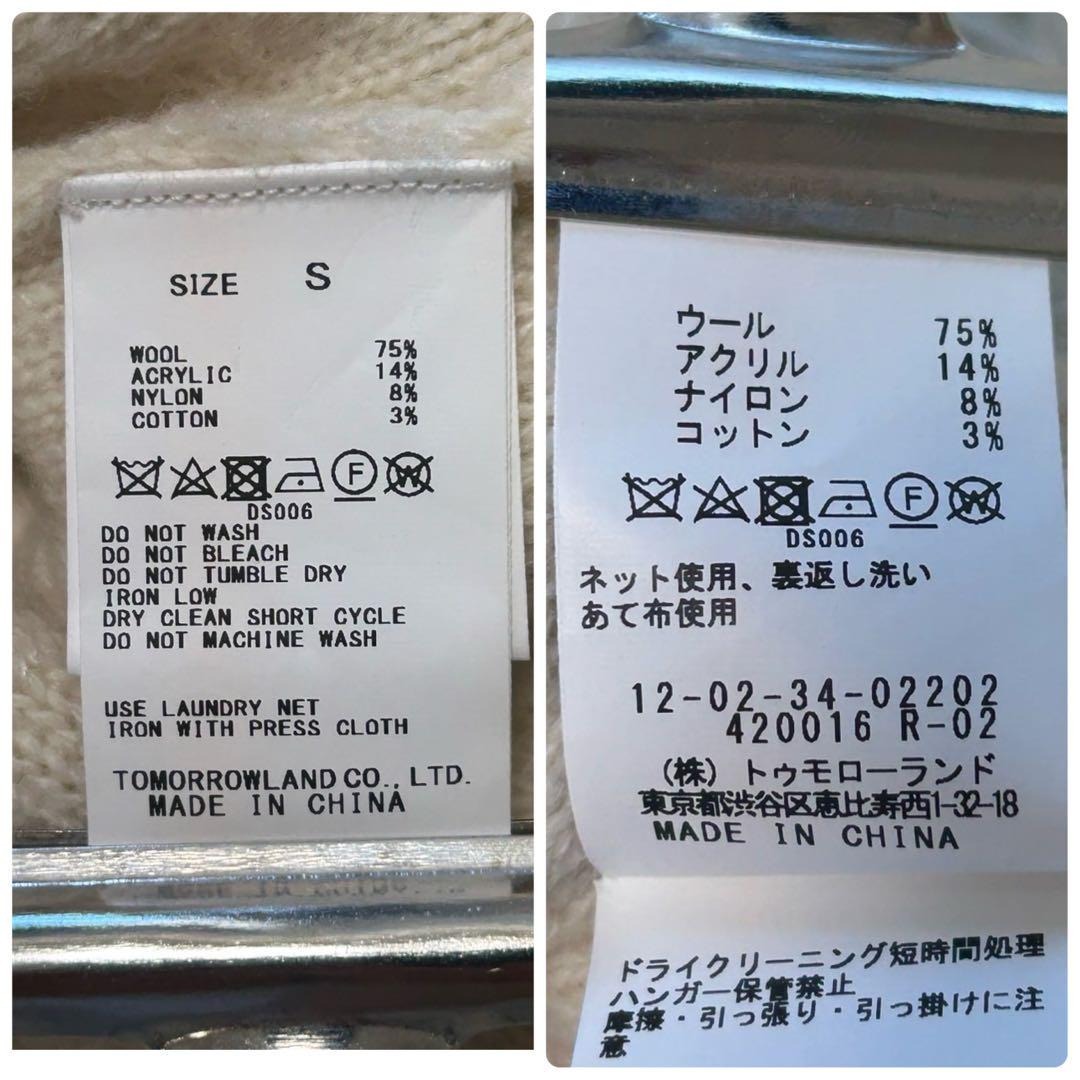 SIZE S
WOOL 75%
ACRYLIC 14%
NYLON 8%
COTTON 3%
F W
DS006
DO NOT WASH
DO NOT BLEACH
DO NOT TUMBLE DRY
IRON LOW
DRY CLEAN SHORT CYCLE
DO NOT MACHINE WASH
USE LAUNDRY NET
IRON WITH PRESS CLOTH
TOMORROWLAND CO., LTD.
MADE IN CHINA
ウール 75%
アクリル 14%
ナイロン 8%
コットン 3%
F W
DS006
ネット使用、裏返し洗い
あて布使用
12-02-34-02202
420016 R-02
(株) トゥモローランド
東京都渋谷区恵比寿西1-32-18
MADE IN CHINA
ドライクリーニング短時間処理
ハンガー保管禁止
摩擦・引っ張り・引っ掛けに注
意